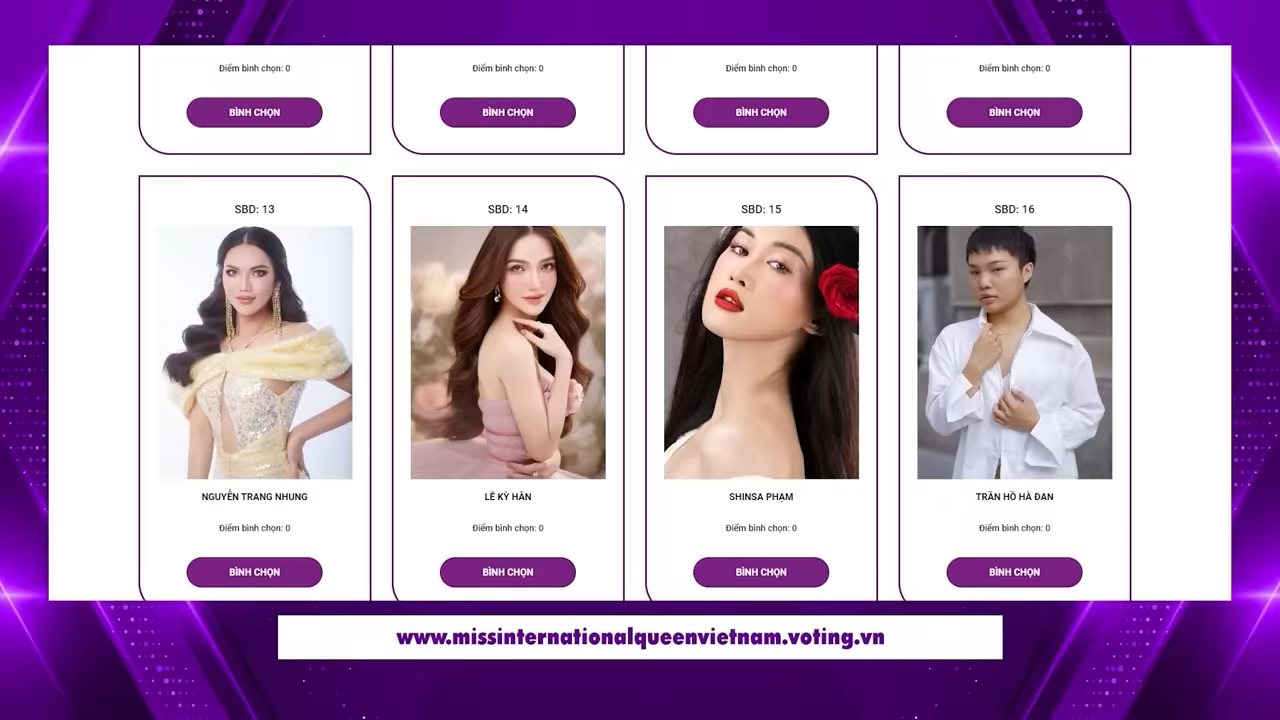 Điểm bình chọn: 0
Điểm bình chọn: 0
Điểm bình chọn: 0
Điểm bình chọn: 0
BÌNH CHỌN
BÌNH CHỌN
BÌNH CHỌN
BÌNH CHỌN
SBD: 13
SBD: 14
SBD: 15
SBD: 16
NGUYỄN TRANG NHUNG
LÊ KỲ HÂN
SHINSA PHẠM
TRẦN HỒ HÀ ĐAN
Điểm bình chọn: 0
Điểm bình chọn: 0
Điểm bình chọn: 0
Điểm bình chọn: 0
BÌNH CHỌN
BÌNH CHỌN
BÌNH CHỌN
BÌNH CHỌN
www.missinternationalqueenvietnam.voting.vn